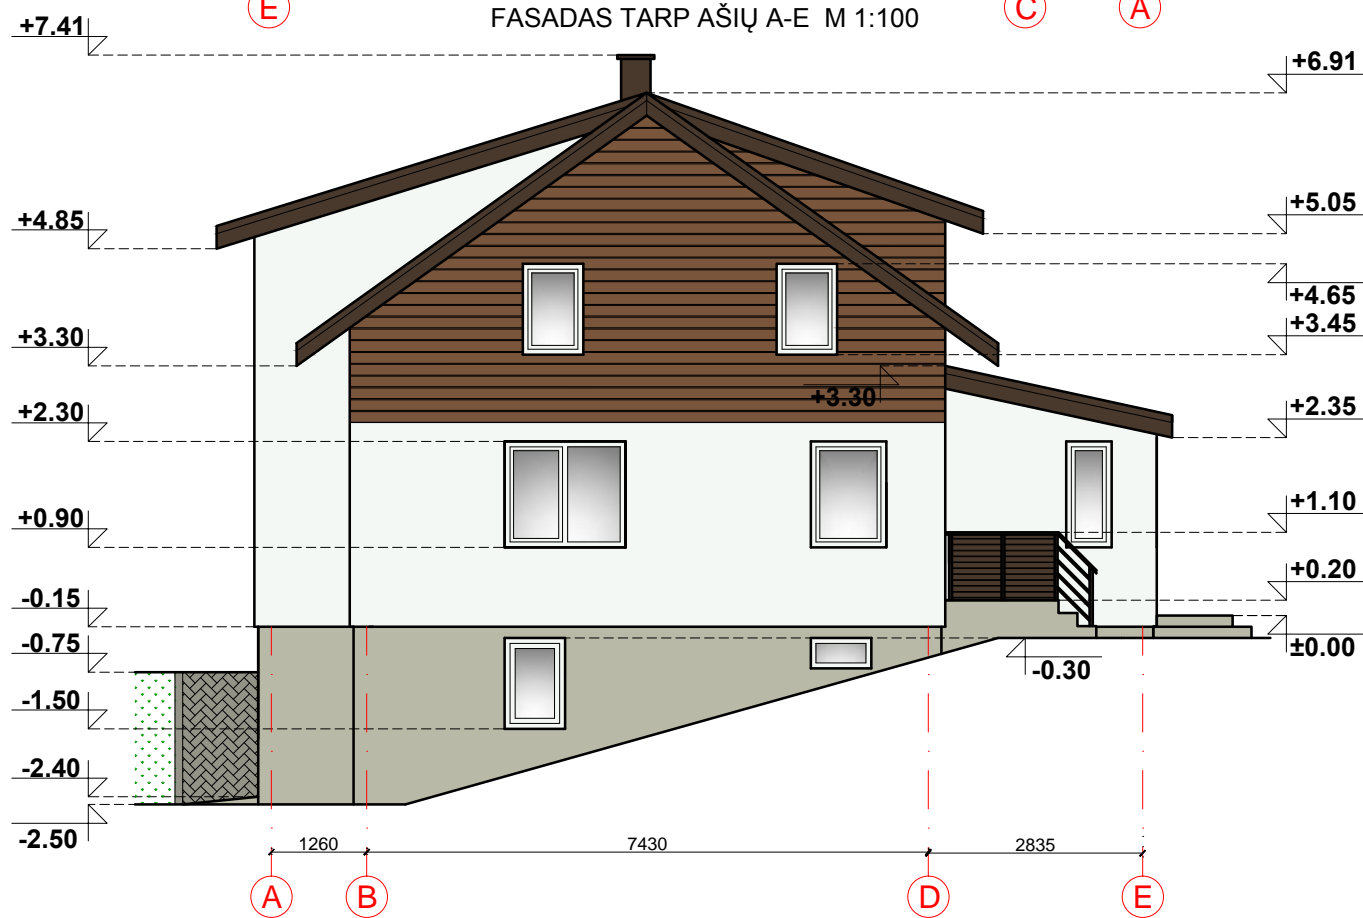 E
C
A
FASADAS TARP AŠIŲ A-E M 1:100
+7.41
+6.91
+4.85
+5.05
+4.65
+3.30
+3.45
+3.30
+2.30
+2.35
+0.90
+1.10
+0.20
-0.15
±0.00
-0.75
-0.30
-1.50
-2.40
-2.50
1260
7430
2835
A
B
D
E